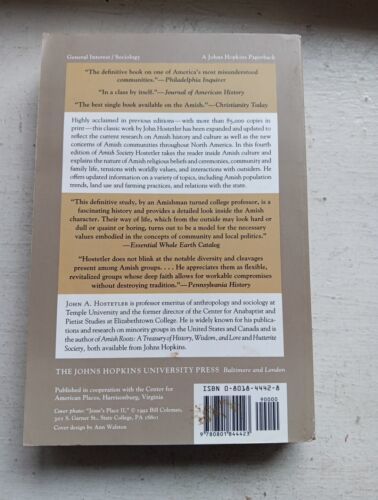 General Interest / Sociology
A Johns Hopkins Paperback
"The definitive book on one of America's most misunderstood
communities."—Philadelphia Inquirer
"In a class by itself."—Journal of American History
"The best single book available on the Amish."—Christianity Today
Highly acclaimed in previous editions—with more than 85,000 copies in
print—this classic work by John Hostetler has been expanded and updated to
reflect the current research on Amish history and culture as well as the new
concerns of Amish communities throughout North America. In this fourth
edition of Amish Society Hostetler takes the reader inside Amish culture and
explains the nature of Amish religious beliefs and ceremonies, community and
family life, tensions with worldly values, and interactions with outsiders. He
offers updated information on a variety of topics, including Amish population
trends, land use and farming practices, and relations with the state.
"This definitive study, by an Amishman turned college professor, is a
fascinating history and provides a detailed look inside the Amish
character. Their way of life, which from the outside may look hard or
dull or quaint or boring, turns out to be a model for the necessary
values embodied in the concepts of community and local politics."
—Essential Whole Earth Catalog
"Hostetler does not blink at the notable diversity and cleavages
present among Amish groups. . . . He appreciates them as flexible,
revitalized groups whose deep faith allows for workable compromises
without destroying tradition."—Pennsylvania History
JOHN A. HOSTETLER is professor emeritus of anthropology and sociology at
Temple University and the former director of the Center for Anabaptist and
Pietist Studies at Elizabethtown College. He is widely known for his publica-
tions and research on minority groups in the United States and Canada and is
the author of Amish Roots: A Treasury of History, Wisdom, and Lore and Hutterite
Society, both available from Johns Hopkins.
THE JOHNS HOPKINS UNIVERSITY PRESS Baltimore and London
Published in cooperation with the Center for
American Places, Harrisonburg, Virginia
Cover photo: "Jesse's Place II," © 1992 Bill Coleman,
301 S. Garner St., State College, PA 16801
Cover design by Ann Walston
ISBN 0-8018-4442-8
90000
9 780801 844423